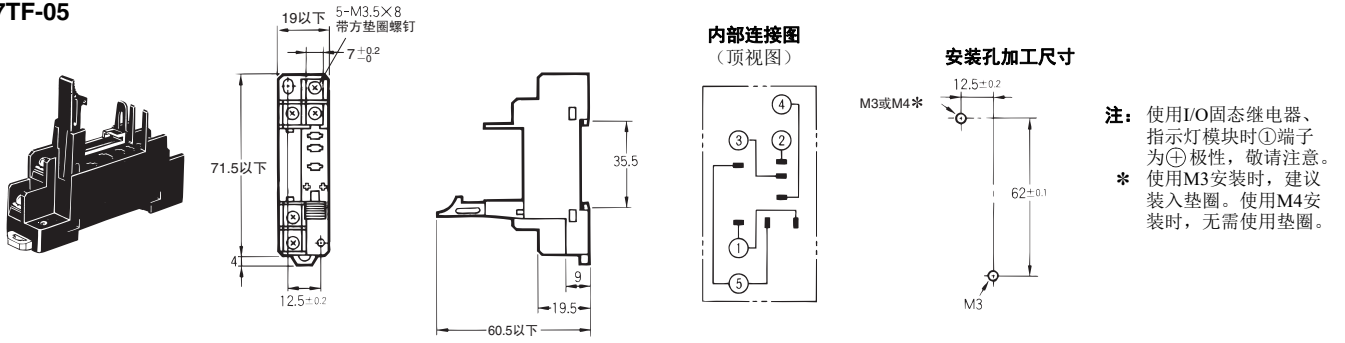 7TF-05
19以下
5-M3.5×8
带方垫圈螺钉
7 +0.2 -0
71.5以下
4
12.5±0.2
35.5
9
19.5
60.5以下
内部连接图
（顶视图）
④
③
②
①
⑤
安装孔加工尺寸
12.5±0.2
M3或M4*
62±0.1
M3
注： 使用I/O固态继电器、
指示灯模块时①端子
为⊕极性，敬请注意。
* 使用M3安装时，建议
装入垫圈。使用M4安
装时，无需使用垫圈。